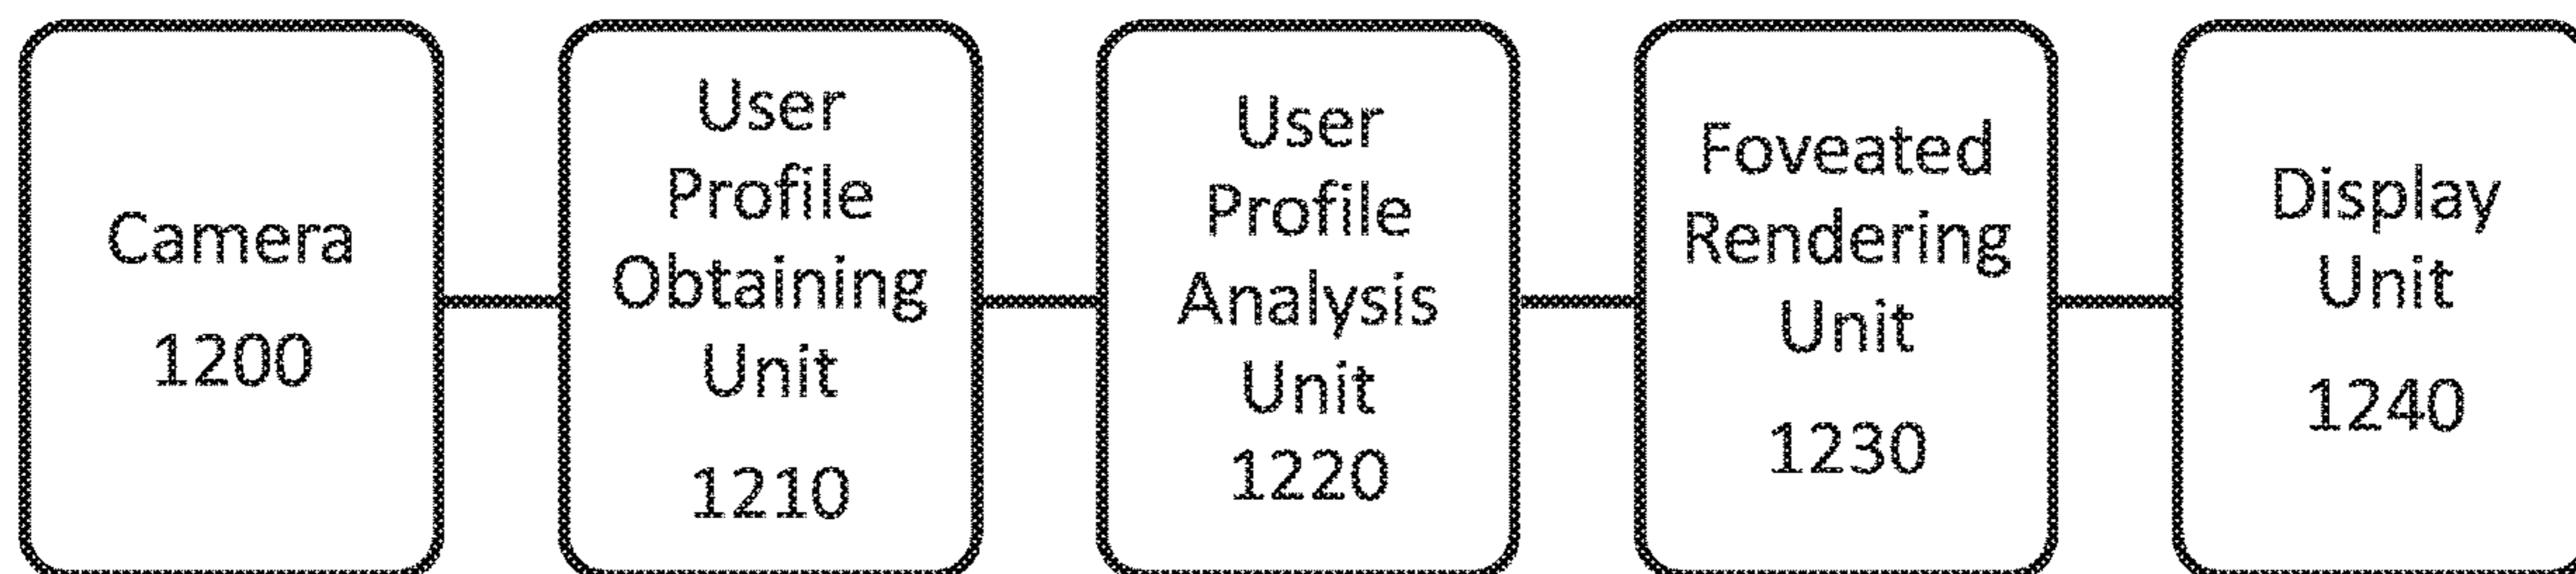 Camera
1200
User
Profile
Obtaining
Unit
1210
User
Profile
Analysis
Unit
1220
Foveated
Rendering
Unit
1230
Display
Unit
1240